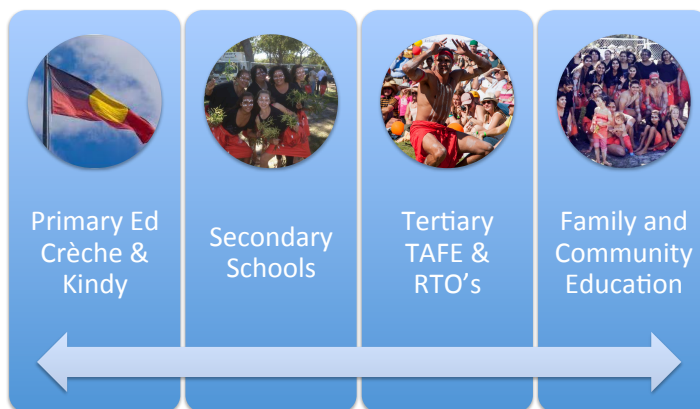 Primary Ed
Crèche &
Kindy
Secondary
Schools
Tertiary
TAFE &
RTO's
Family and
Community
Education